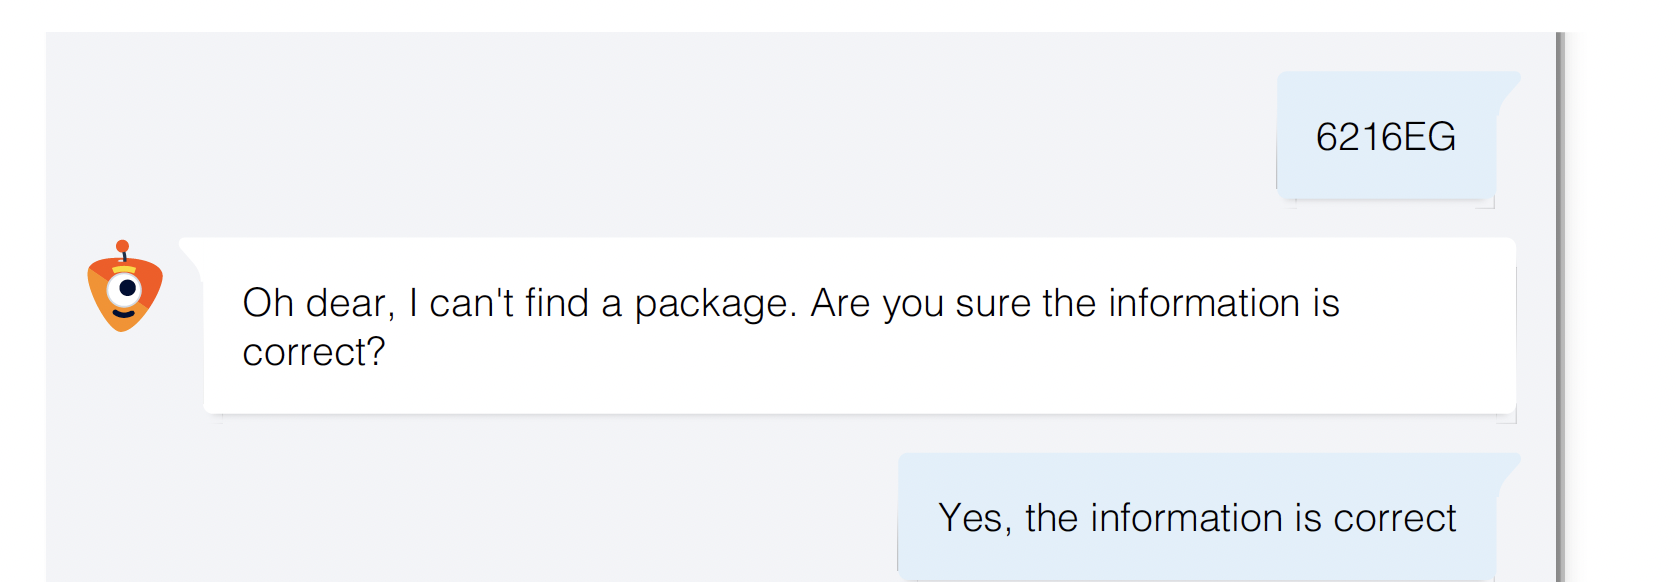 6216EG
Oh dear, I can't find a package. Are you sure the information is
correct?
Yes, the information is correct